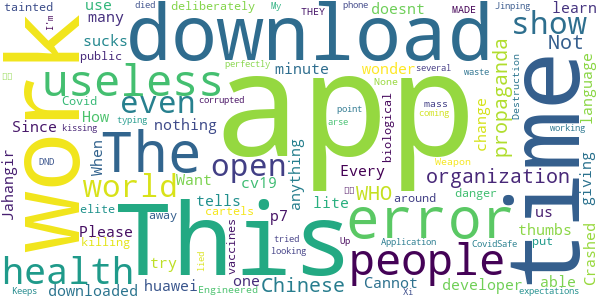 tainted
deliberately
died
THEY
My
MADE
phone
Jinping
learn
many
use
doesnt
I'm
work
sucks
public
Covid
How
download
minute
wonder
perfectly
None
several
corrupted
waste
show
Not
propaganda
language
Destruction
useless
even
nothing
typing
app
point
mass
arse
coming
biological
Weapon
change
time
working
Since
kissing
When
The
open
anything
Every
WHO
organization
giving
Jahangir
DND
world
Want
cv19
tells
lite
around
danger
us
thumbs
put
Crashed
Please
elite
away
cartels
p7
This
error
Application
CovidSafe
killing
try
vaccines
one
tried
looking
Up
lied
people
Cannot
developer
able
health
downloaded
huawei
Chinese
Keeps
Engineered
Xi
expectations